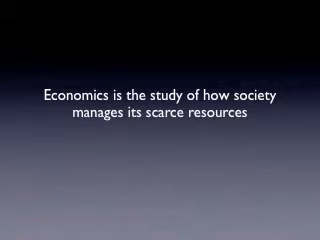 Economics is the study of how society
manages its scarce resources